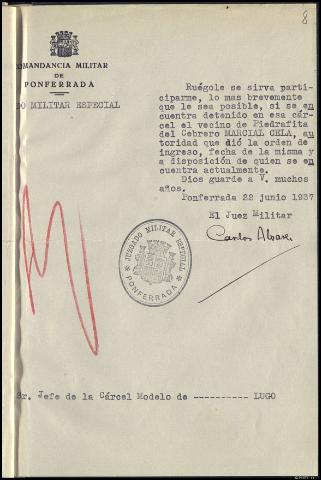 8
COMANDANCIA MILITAR
DE
PONFERRADA
O MILITAR ESPECIAL
Ruégole se sirva parti-
ciparme, lo mas brevemente
que le sea posible, si se en
cuentra detenido en esa cár-
cel el vecino de Piedrafita
del Cebrero MARCIAL CELA, au
toridad que dió la orden de
ingreso, fecha de la misma y
a disposición de quien se en
cuentra actualmente.
Dios guarde a V. muchos
años.
Ponferrada 22 junio 1937
El Juez Militar
Carlos Alvarez
JUZGADO MILITAR ESPECIAL
PONFERRADA
Sr. Jefe de la Cárcel Modelo de ---------- LUGO